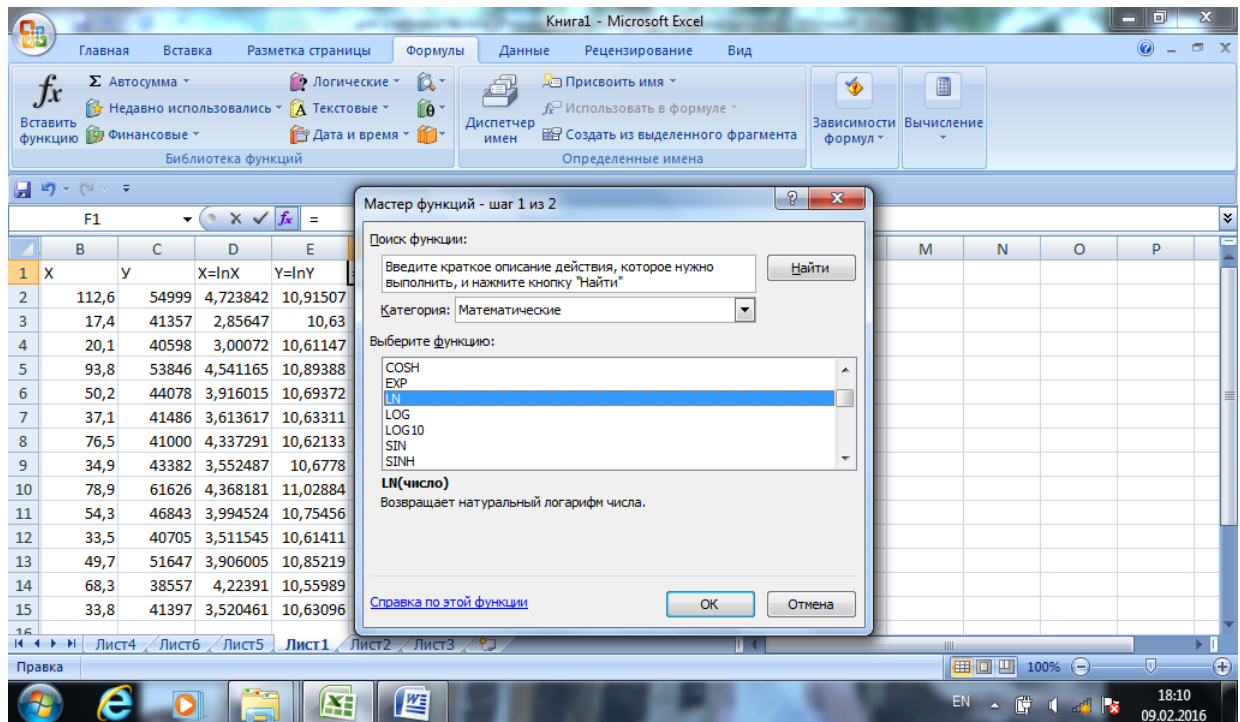 Книга1 - Microsoft Excel
Главная Вставка Разметка страницы Формулы Данные Рецензирование Вид
fx Вставить функцию
Σ Автосумма
Недавно использовались
Финансовые
Логические
Текстовые
Дата и время
Библиотека функций
Диспетчер имен
Присвоить имя
Использовать в формуле
Создать из выделенного фрагмента
Определенные имена
Зависимости формул
Вычисление
F1 fx =
B C D E M N O P
1 X У X=lnX Y=lnY =
2 112,6 54999 4,723842 10,91507
3 17,4 41357 2,85647 10,63
4 20,1 40598 3,00072 10,61147
5 93,8 53846 4,541165 10,89388
6 50,2 44078 3,916015 10,69372
7 37,1 41486 3,613617 10,63311
8 76,5 41000 4,337291 10,62133
9 34,9 43382 3,552487 10,6778
10 78,9 61626 4,368181 11,02884
11 54,3 46843 3,994524 10,75456
12 33,5 40705 3,511545 10,61411
13 49,7 51647 3,906005 10,85219
14 68,3 38557 4,22391 10,55989
15 33,8 41397 3,520461 10,63096
16
Мастер функций - шаг 1 из 2
Поиск функции:
Введите краткое описание действия, которое нужно
выполнить, и нажмите кнопку "Найти"
Найти
Категория: Математические
Выберите функцию:
COSH
EXP
LN
LOG
LOG10
SIN
SINH
LN(число)
Возвращает натуральный логарифм числа.
Справка по этой функции
ОК Отмена
Лист4 Лист6 Лист5 Лист1 Лист2 Лист3
Правка 100%
EN 18:10
09.02.2016